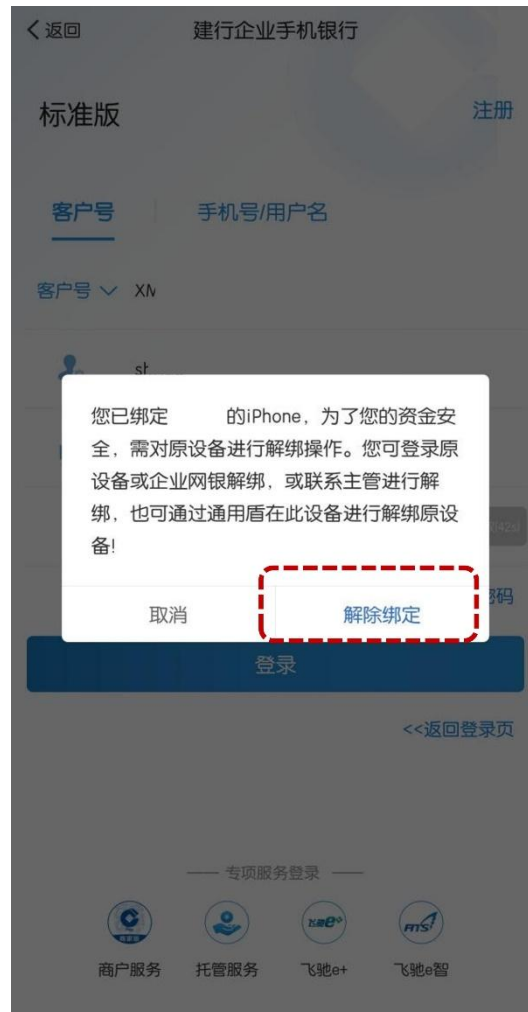 返回
建行企业手机银行
标准版
注册
客户号
手机号/用户名
客户号
XM
st
您已绑定 的iPhone，为了您的资金安
全，需对原设备进行解绑操作。您可登录原
设备或企业网银解绑，或联系主管进行解
绑，也可通过通用盾在此设备进行解绑原设
备!
密码
取消
解除绑定
登录
<<返回登录页
专项服务登录
飞驰e+
FITS
商户服务
托管服务
飞驰e+
飞驰e智